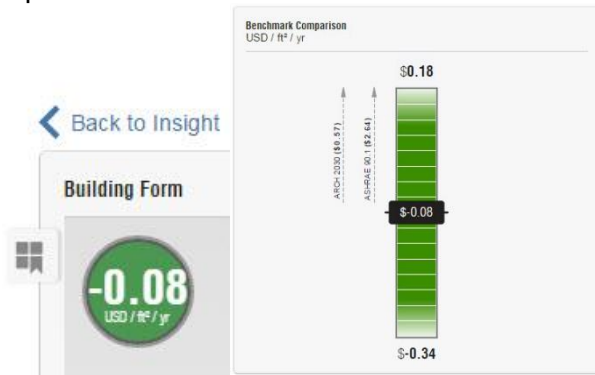 Back to Insight
Building Form
-0.08
USD / ft² / yr
Benchmark Comparison
USD / ft² / yr
$0.18
ARCH 2030 ($0.57)
ASHRAE 90.1 ($2.64)
$-0.08
$-0.34